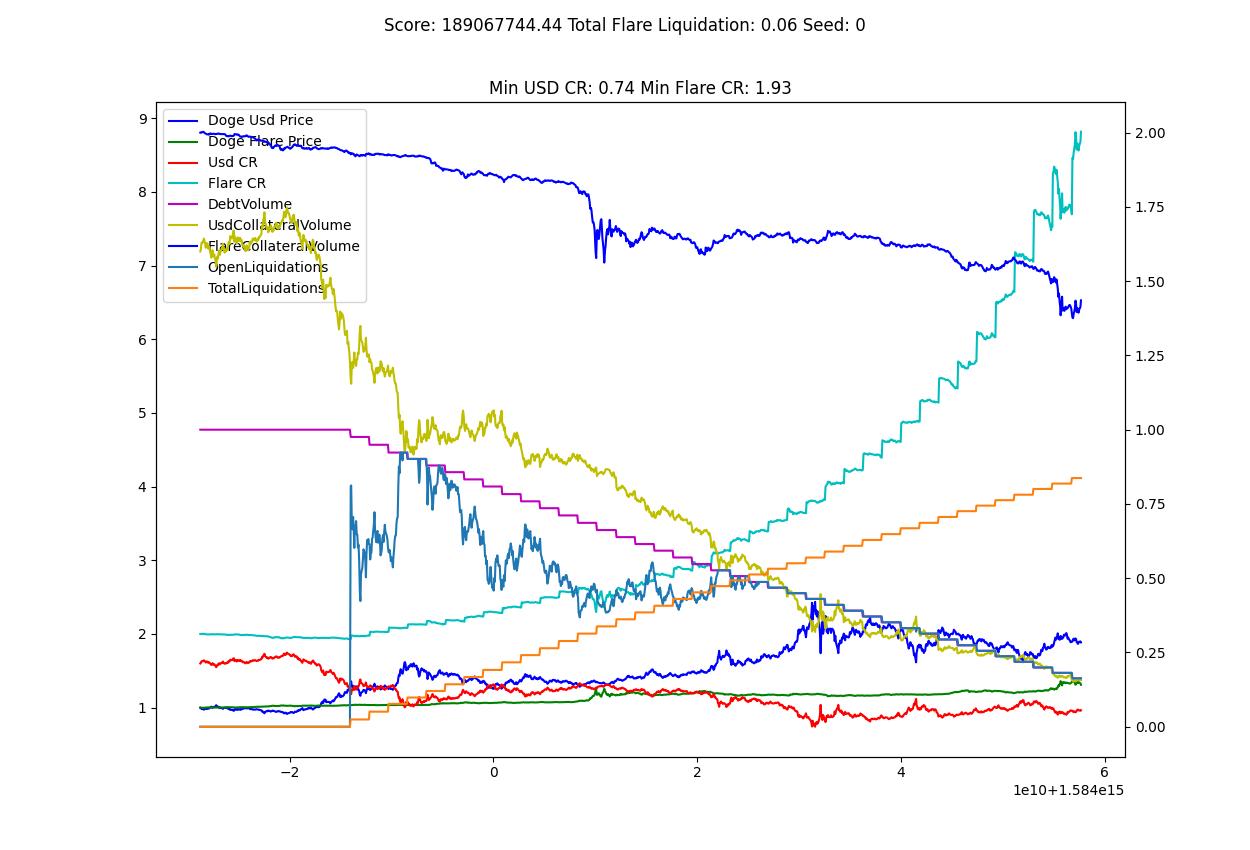 Score: 189067744.44 Total Flare Liquidation: 0.06 Seed: 0
Min USD CR: 0.74 Min Flare CR: 1.93
Doge Usd Price
Doge Flare Price
Usd CR
Flare CR
DebtVolume
UsdCollateralVolume
FlareCollateralVolume
OpenLiquidations
TotalLiquidations
9
8
7
6
5
4
3
2
1
2.00
1.75
1.50
1.25
1.00
0.75
0.50
0.25
0.00
−2 0 2 4 6
1e10+1.584e15